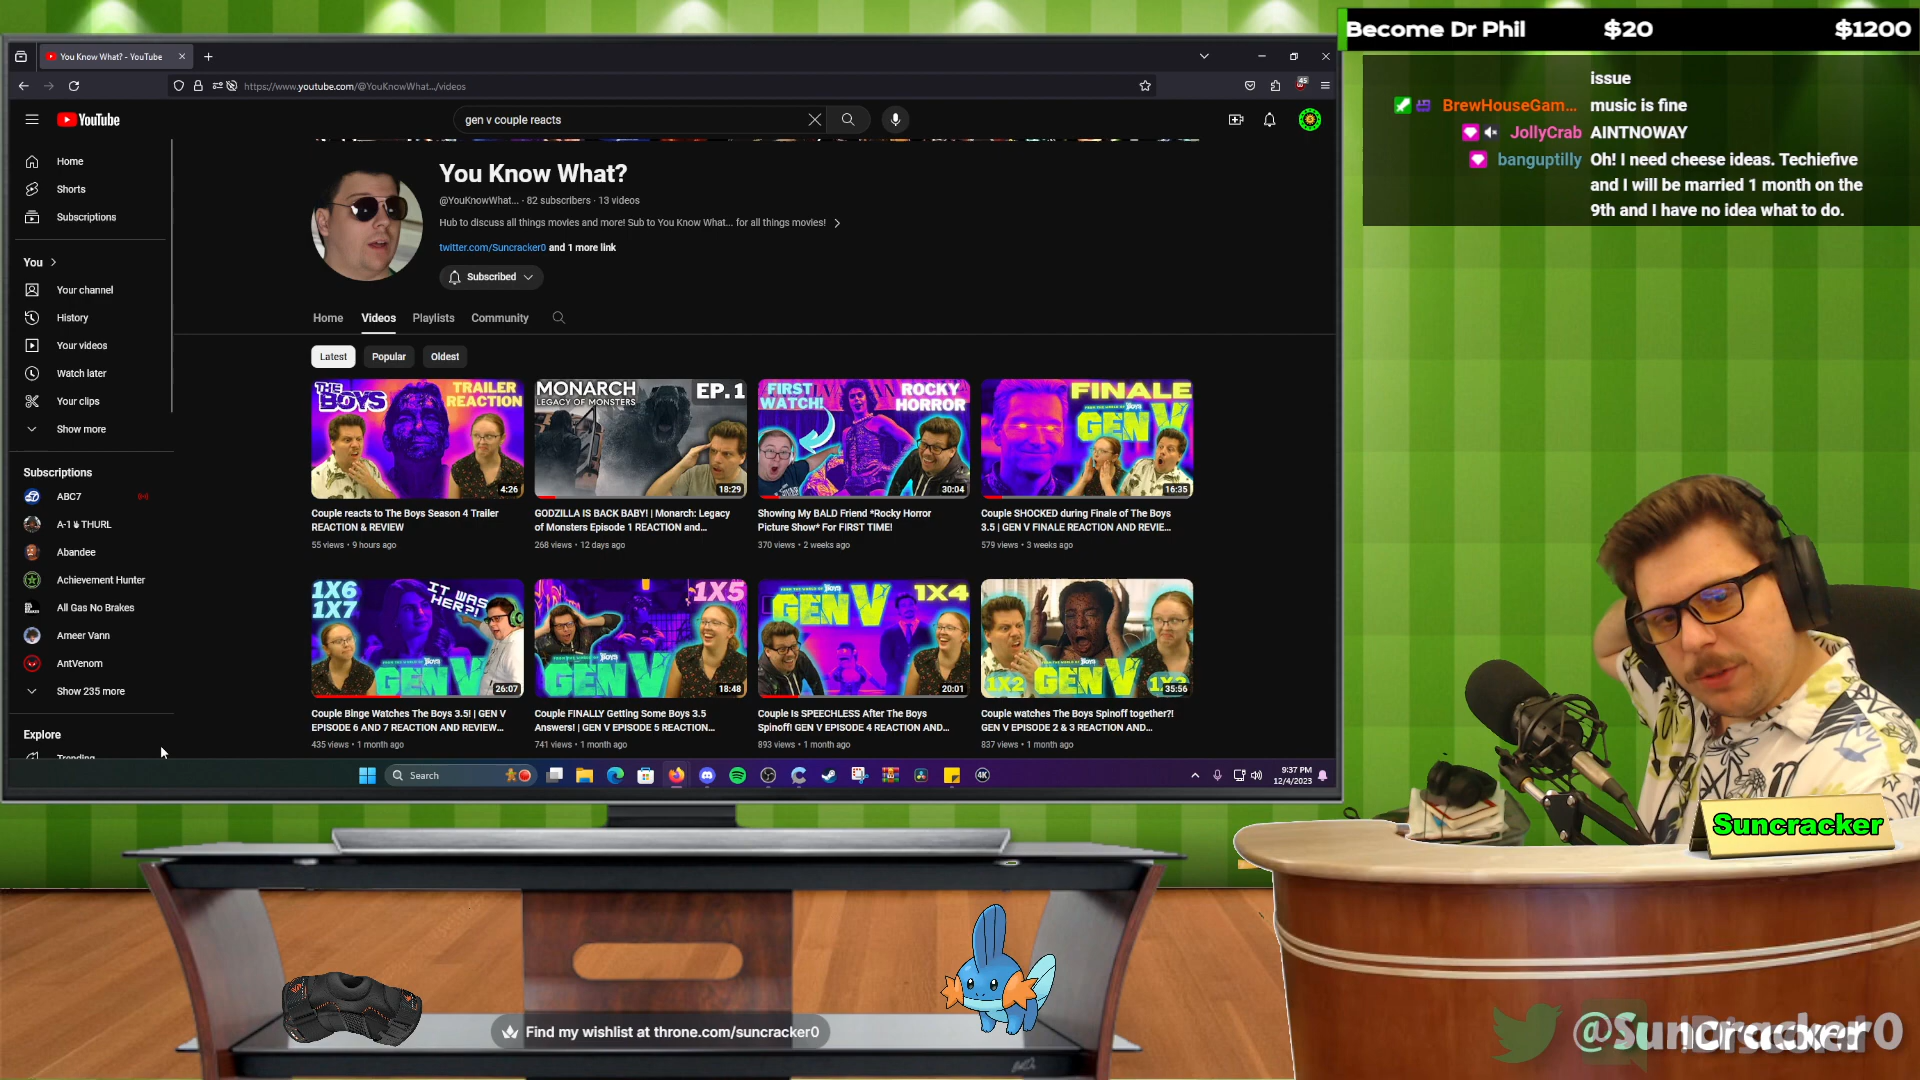 You Know What? - YouTube
https://www.youtube.com/@YouKnowWhat.../videos
YouTube
gen v couple reacts
Home
Shorts
Subscriptions
You
Your channel
History
Your videos
Watch later
Your clips
Show more
Subscriptions
ABC7
A-1 THURL
Abandee
Achievement Hunter
All Gas No Brakes
Ameer Vann
AntVenom
Show 235 more
Explore
Trending
You Know What?
@YouKnowWhat... · 82 subscribers · 13 videos
Hub to discuss all things movies and more! Sub to You Know What... for all things movies!
twitter.com/Suncracker0 and 1 more link
Subscribed
Home Videos Playlists Community
Latest Popular Oldest
THE BOYS TRAILER REACTION
4:26
Couple reacts to The Boys Season 4 Trailer
REACTION & REVIEW
55 views • 9 hours ago
MONARCH EP.1
LEGACY OF MONSTERS
18:29
GODZILLA IS BACK BABY! | Monarch: Legacy
of Monsters Episode 1 REACTION and...
268 views • 12 days ago
FIRST WATCH! ROCKY HORROR
30:04
Showing My BALD Friend *Rocky Horror
Picture Show* For FIRST TIME!
370 views • 2 weeks ago
FINALE
GEN V
16:35
Couple SHOCKED during Finale of The Boys
3.5 | GEN V FINALE REACTION AND REVIE...
579 views • 3 weeks ago
1X6
1X7
IT WAS HER?!
GEN V
26:07
Couple Binge Watches The Boys 3.5! | GEN V
EPISODE 6 AND 7 REACTION AND REVIEW...
435 views • 1 month ago
1X5
GEN V
18:48
Couple FINALLY Getting Some Boys 3.5
Answers! | GEN V EPISODE 5 REACTION...
741 views • 1 month ago
GEN V 1X4
20:01
Couple Is SPEECHLESS After The Boys
Spinoff! GEN V EPISODE 4 REACTION AND...
893 views • 1 month ago
1X2 GEN V
35:56
Couple watches The Boys Spinoff together?!
GEN V EPISODE 2 & 3 REACTION AND...
837 views • 1 month ago
Search
9:37 PM
12/4/2023
45
Become Dr Phil $20 $1200
issue
BrewHouseGam... music is fine
JollyCrab AINTNOWAY
banguptilly Oh! I need cheese ideas. Techiefive
and I will be married 1 month on the
9th and I have no idea what to do.
Suncracker
Find my wishlist at throne.com/suncracker0
@SunCracker0